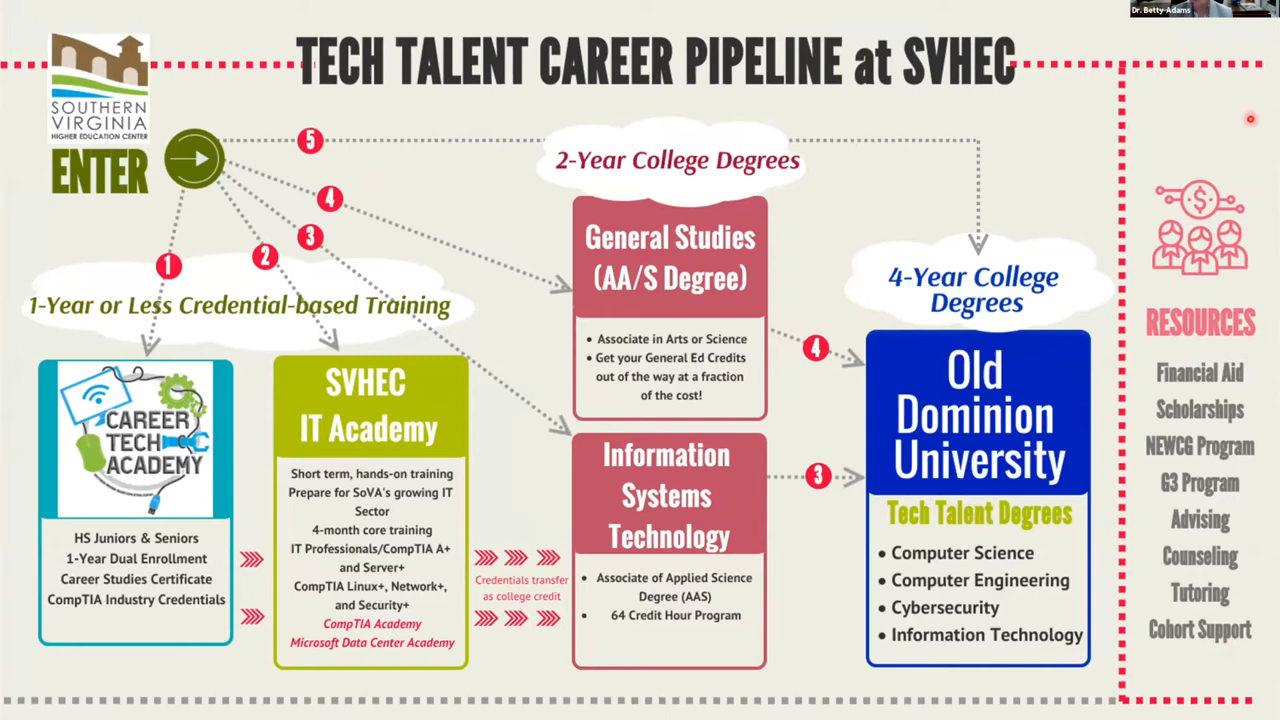 Dr. Betty Adams
TECH TALENT CAREER PIPELINE at SVHEC
SOUTHERN
VIRGINIA
HIGHER EDUCATION CENTER
ENTER
5
4
3
2
1
2-Year College Degrees
1-Year or Less Credential-based Training
4-Year College
Degrees
CAREER
TECH
ACADEMY
HS Juniors & Seniors
1-Year Dual Enrollment
Career Studies Certificate
CompTIA Industry Credentials
SVHEC
IT Academy
Short term, hands-on training
Prepare for SoVA's growing IT
Sector
4-month core training
IT Professionals/CompTIA A+
and Server+
CompTIA Linux+, Network+,
and Security+
CompTIA Academy
Microsoft Data Center Academy
Credentials transfer
as college credit
General Studies
(AA/S Degree)
• Associate in Arts or Science
• Get your General Ed Credits
out of the way at a fraction
of the cost!
4
Information
Systems
Technology
• Associate of Applied Science
Degree (AAS)
• 64 Credit Hour Program
3
Old
Dominion
University
Tech Talent Degrees
• Computer Science
• Computer Engineering
• Cybersecurity
• Information Technology
$
RESOURCES
Financial Aid
Scholarships
NEWCG Program
G3 Program
Advising
Counseling
Tutoring
Cohort Support